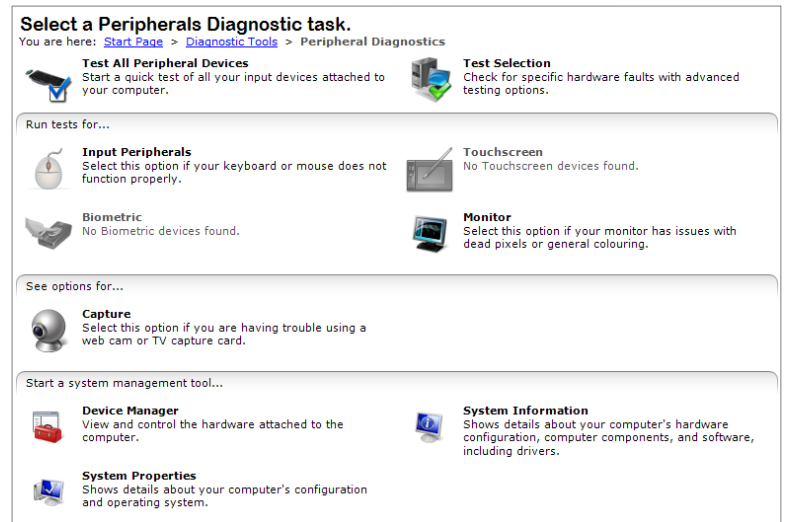 Select a Peripherals Diagnostic task.
You are here: Start Page > Diagnostic Tools > Peripheral Diagnostics
Test All Peripheral Devices
Start a quick test of all your input devices attached to
your computer.
Test Selection
Check for specific hardware faults with advanced
testing options.
Run tests for...
Input Peripherals
Select this option if your keyboard or mouse does not
function properly.
Touchscreen
No Touchscreen devices found.
Biometric
No Biometric devices found.
Monitor
Select this option if your monitor has issues with
dead pixels or general colouring.
See options for...
Capture
Select this option if you are having trouble using a
web cam or TV capture card.
Start a system management tool...
Device Manager
View and control the hardware attached to the
computer.
System Information
Shows details about your computer's hardware
configuration, computer components, and software,
including drivers.
System Properties
Shows details about your computer's configuration
and operating system.